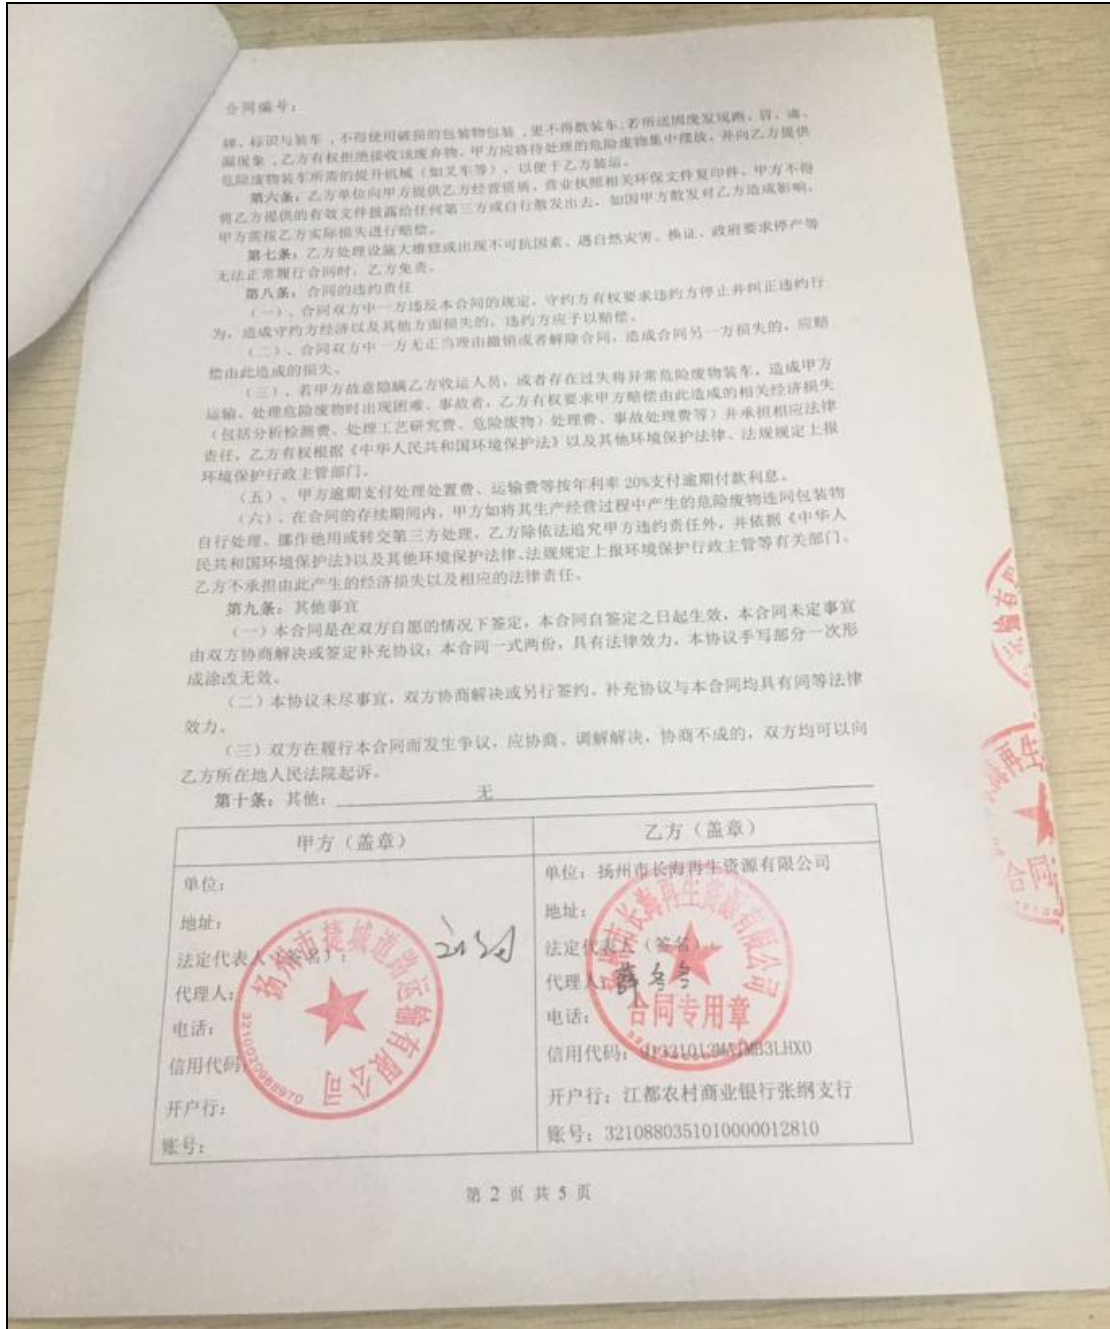 合同编号：
牌、标识与装车，不得使用破损的包装物包装，更不得散装车。若所送固废发现跑、冒、滴、
漏现象，乙方有权拒绝接收该废弃物。甲方应将待处理的危险废物集中摆放，并向乙方提供
危险废物装车所需的提升机械（如叉车等），以便于乙方装运。
第六条：乙方单位向甲方提供乙方经营资质、营业执照相关环保文件复印件，甲方不得
将乙方提供的有效文件披露给任何第三方或自行散发出去，如因甲方散发对乙方造成影响，
甲方需按乙方实际损失进行赔偿。
第七条：乙方处理设施大维修或出现不可抗因素、遇自然灾害、换证、政府要求停产等
无法正常履行合同时，乙方免责。
第八条：合同的违约责任
（一）、合同双方中一方违反本合同的规定，守约方有权要求违约方停止并纠正违约行
为，造成守约方经济以及其他方面损失的，违约方应予以赔偿。
（二）、合同双方中一方无正当理由撤销或者解除合同，造成合同另一方损失的，应赔
偿由此造成的损失。
（三）、若甲方故意隐瞒乙方收运人员，或者存在过失将异常危险废物装车，造成甲方
运输、处理危险废物时出现困难、事故者，乙方有权要求甲方赔偿由此造成的相关经济损失
（包括分析检测费、处理工艺研究费、危险废物）处理费、事故处理费等）并承担相应法律
责任，乙方有权根据《中华人民共和国环境保护法》以及其他环境保护法律、法规规定上报
环境保护行政主管部门。
（五）、甲方逾期支付处理处置费、运输费等按年利率 20%支付逾期付款利息。
（六）、在合同的存续期间内，甲方如将其生产经营过程中产生的危险废物连同包装物
自行处理、挪作他用或转交第三方处理，乙方除依法追究甲方违约责任外，并依据《中华人
民共和国环境保护法》以及其他环境保护法律、法规规定上报环境保护行政主管等有关部门、
乙方不承担由此产生的经济损失以及相应的法律责任。
第九条：其他事宜
（一）本合同是在双方自愿的情况下签定，本合同自签定之日起生效，本合同未定事宜
由双方协商解决或签定补充协议；本合同一式两份，具有法律效力，本协议手写部分一次形
成涂改无效。
（二）本协议未尽事宜，双方协商解决或另行签约。补充协议与本合同均具有同等法律
效力。
（三）双方在履行本合同而发生争议，应协商、调解解决，协商不成的，双方均可以向
乙方所在地人民法院起诉。
第十条：其他：无
甲方（盖章）
单位：
地址：
法定代表人（签名）：
代理人：
电话：
信用代码：
开户行：
账号：
扬州市捷城道路运输有限公司
3210020068970
乙方（盖章）
单位：扬州市长海再生资源有限公司
地址：
法定代表人（签名）：
代理人：薛冬冬
电话：
信用代码：
开户行：江都农村商业银行张纲支行
账号：3210880351010000012810
扬州市长海再生资源有限公司
合同专用章
第 2 页 共 5 页